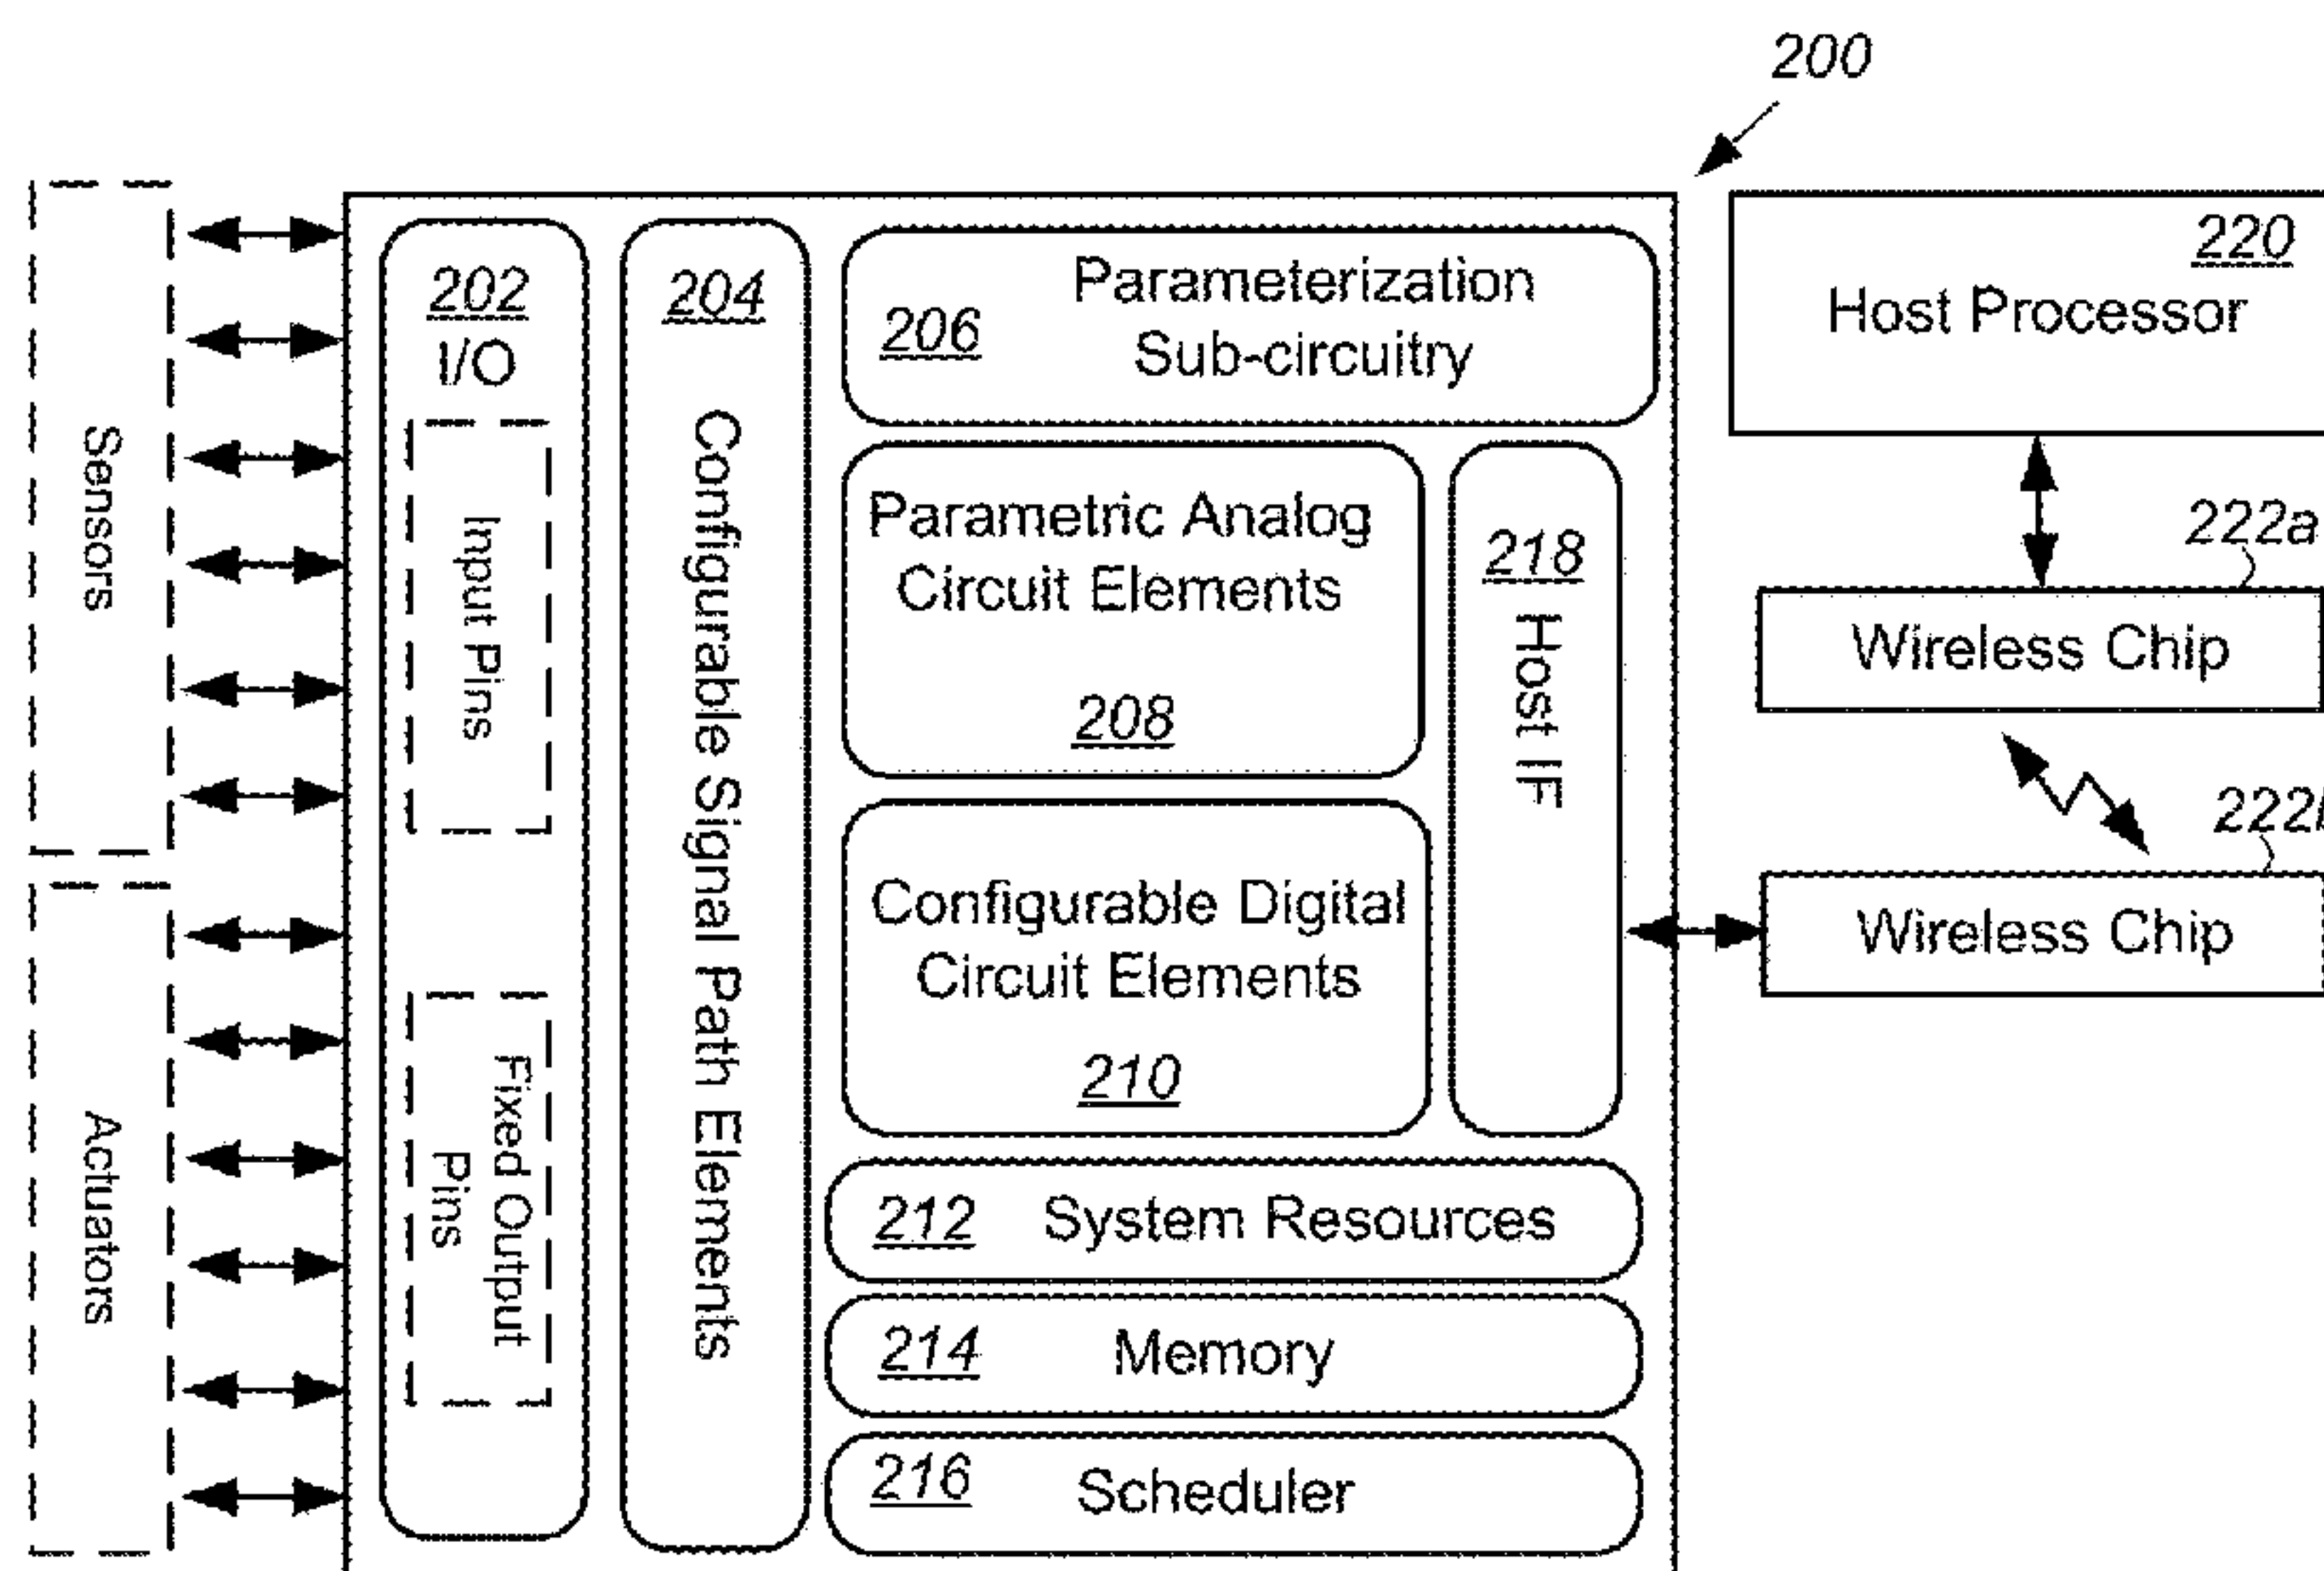 200
Sensors
Actuators
202
I/O
Input Pins
Fixed Output
Pins
204
Configurable Signal Path Elements
206
Parameterization
Sub-circuitry
Parametric Analog
Circuit Elements
208
Configurable Digital
Circuit Elements
210
218
Host IF
212 System Resources
214 Memory
216 Scheduler
220
Host Processor
222a
Wireless Chip
222b
Wireless Chip